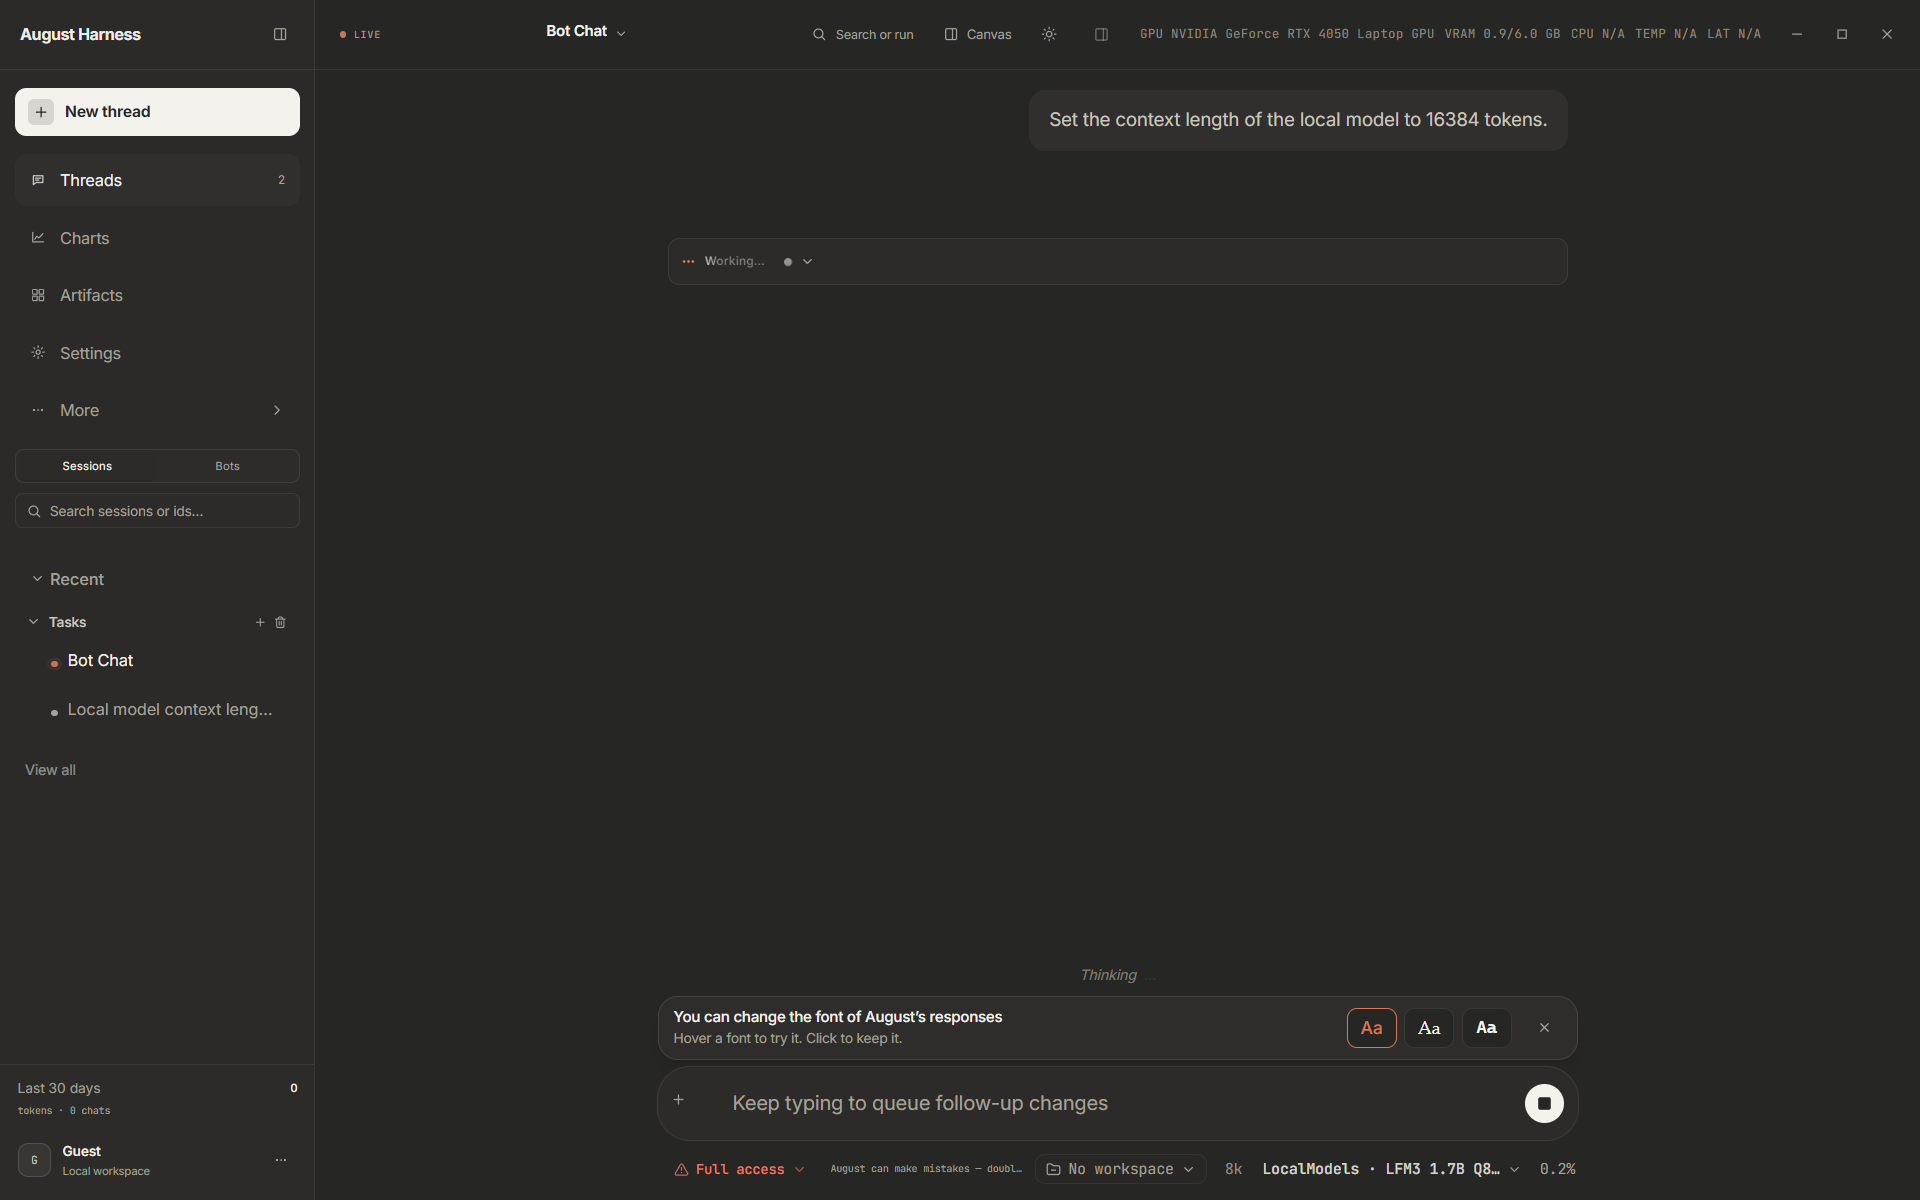 August Harness
LIVE
Bot Chat
Search or run
Canvas
GPU NVIDIA GeForce RTX 4050 Laptop GPU VRAM 0.9/6.0 GB CPU N/A TEMP N/A LAT N/A
New thread
Threads
2
Charts
Artifacts
Settings
More
Sessions
Bots
Search sessions or ids...
Recent
Tasks
Bot Chat
Local model context leng...
View all
Last 30 days
0
tokens · 0 chats
G
Guest
Local workspace
Set the context length of the local model to 16384 tokens.
Working...
Thinking ...
You can change the font of August’s responses
Hover a font to try it. Click to keep it.
Aa
Aa
Aa
Keep typing to queue follow-up changes
Full access
August can make mistakes — doubl…
No workspace
8k
LocalModels · LFM3 1.7B Q8…
0.2%